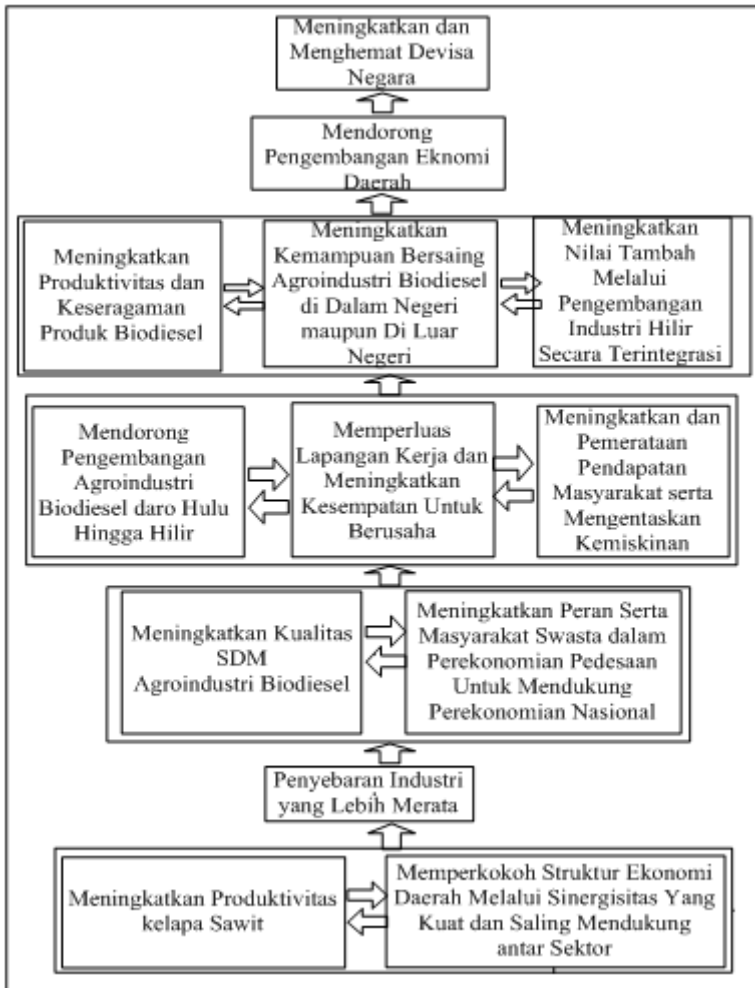 Meningkatkan dan
Menghemat Devisa
Negara
Mendorong
Pengembangan Eknomi
Daerah
Meningkatkan
Produktivitas dan
Keseragaman
Produk Biodiesel
Meningkatkan
Kemampuan Bersaing
Agroindustri Biodiesel
di Dalam Negeri
maupun Di Luar
Negeri
Meningkatkan
Nilai Tambah
Melalui
Pengembangan
Industri Hilir
Secara Terintegrasi
Mendorong
Pengembangan
Agroindustri
Biodiesel daro Hulu
Hingga Hilir
Memperluas
Lapangan Kerja dan
Meningkatkan
Kesempatan Untuk
Berusaha
Meningkatkan dan
Pemerataan
Pendapatan
Masyarakat serta
Mengentaskan
Kemiskinan
Meningkatkan Kualitas
SDM
Agroindustri Biodiesel
Meningkatkan Peran Serta
Masyarakat Swasta dalam
Perekonomian Pedesaan
Untuk Mendukung
Perekonomian Nasional
Penyebaran Industri
yang Lebih Merata
Meningkatkan Produktivitas
kelapa Sawit
Memperkokoh Struktur Ekonomi
Daerah Melalui Sinergisitas Yang
Kuat dan Saling Mendukung
antar Sektor